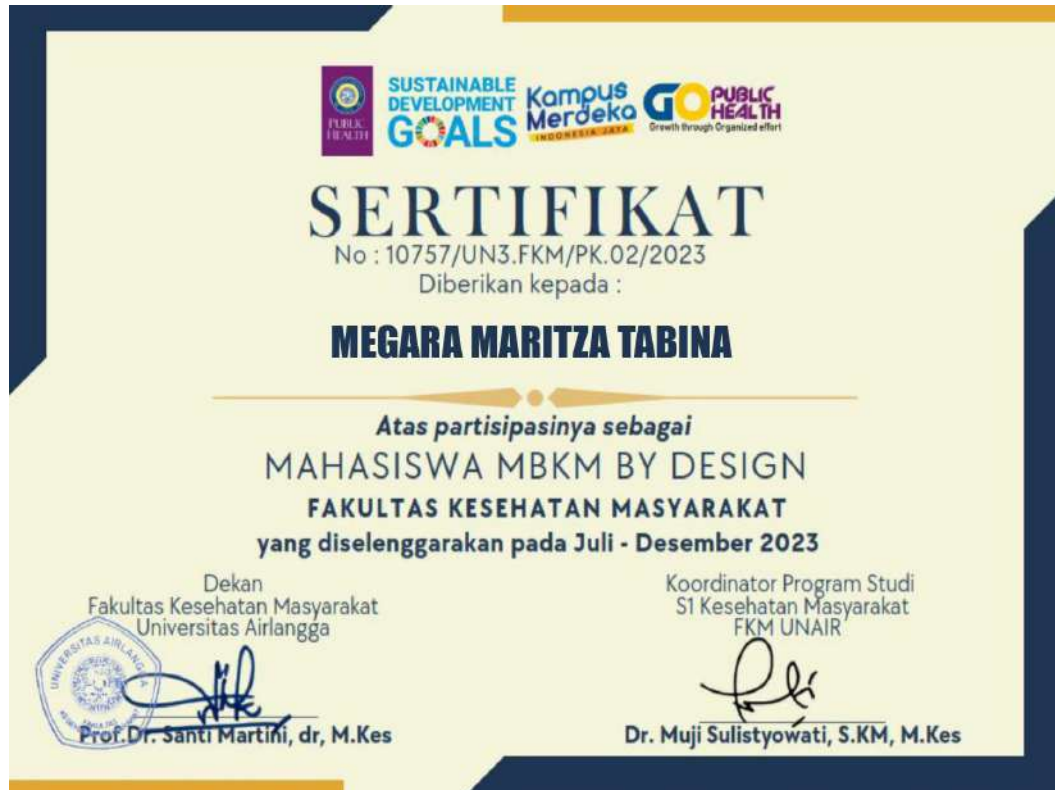 PUBLIC
HEALTH
SUSTAINABLE
DEVELOPMENT
GOALS
Kampus
Merdeka
INDONESIA JAYA
GO PUBLIC
HEALTH
Growth through Organized effort
SERTIFIKAT
No : 10757/UN3.FKM/PK.02/2023
Diberikan kepada :
MEGARA MARITZA TABINA
Atas partisipasinya sebagai
MAHASISWA MBKM BY DESIGN
FAKULTAS KESEHATAN MASYARAKAT
yang diselenggarakan pada Juli - Desember 2023
Dekan
Fakultas Kesehatan Masyarakat
Universitas Airlangga
UNIVERSITAS AIRLANGGA
Prof.Dr. Santi Martini, dr, M.Kes
Koordinator Program Studi
S1 Kesehatan Masyarakat
FKM UNAIR
Dr. Muji Sulistyowati, S.KM, M.Kes